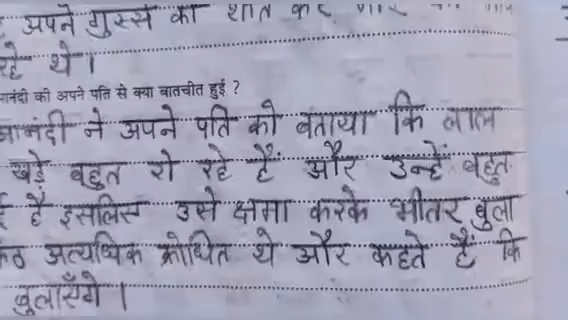 अपने गुस्से को शांत कर
रहे थे।
आनंदी की अपने पति से क्या बातचीत हुई ?
आनंदी ने अपने पति को बताया कि लाल
खड़े बहुत रो रहे हैं और उन्हें बहुत
है इसलिस उसे क्षमा करके भीतर बुला
अत्यधिक क्रोधित थे और कहते हैं कि
बुलाएँगे।